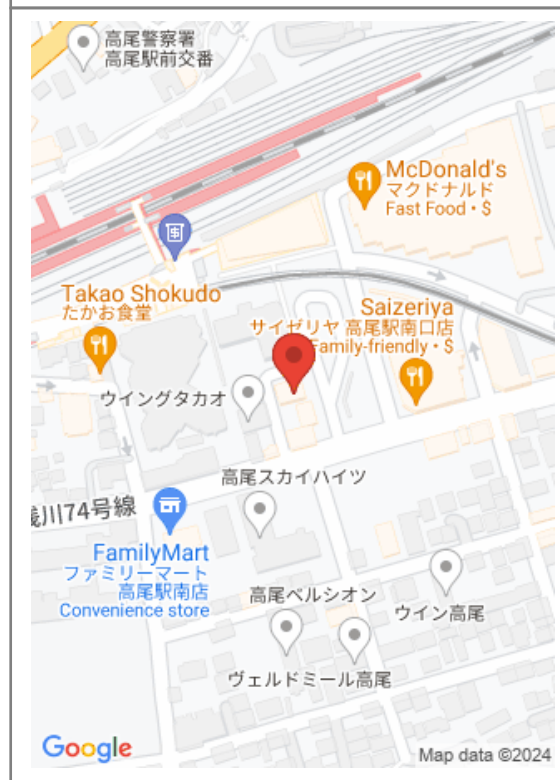 高尾警察署
高尾駅前交番
McDonald's
マクドナルド
Fast Food • $
Takao Shokudo
たかお食堂
Saizeriya
サイゼリヤ 高尾駅南口店
Family-friendly • $
ウイングタカオ
高尾スカイハイツ
浅川74号線
FamilyMart
ファミリーマート
高尾駅南店
Convenience store
高尾ベルシオン
ウイン高尾
ヴェルドミール高尾
Google
Map data ©2024